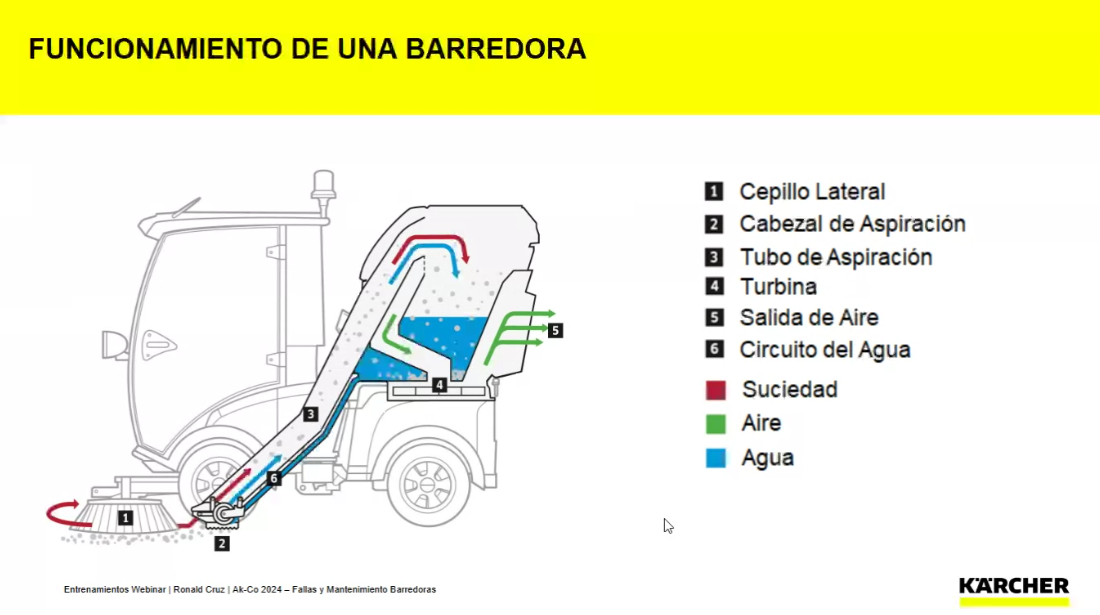 FUNCIONAMIENTO DE UNA BARREDORA
1 Cepillo Lateral
2 Cabezal de Aspiración
3 Tubo de Aspiración
4 Turbina
5 Salida de Aire
6 Circuito del Agua
Suciedad
Aire
Agua
5
4
3
6
1
2
Entrenamientos Webinar | Ronald Cruz | Ak-Co 2024 – Fallas y Mantenimiento Barredoras
KÄRCHER